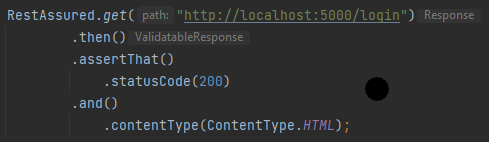 RestAssured.get( path: "http://localhost:5000/login") Response
.then() ValidatableResponse
.assertThat()
.statusCode(200)
.and()
.contentType(ContentType.HTML);